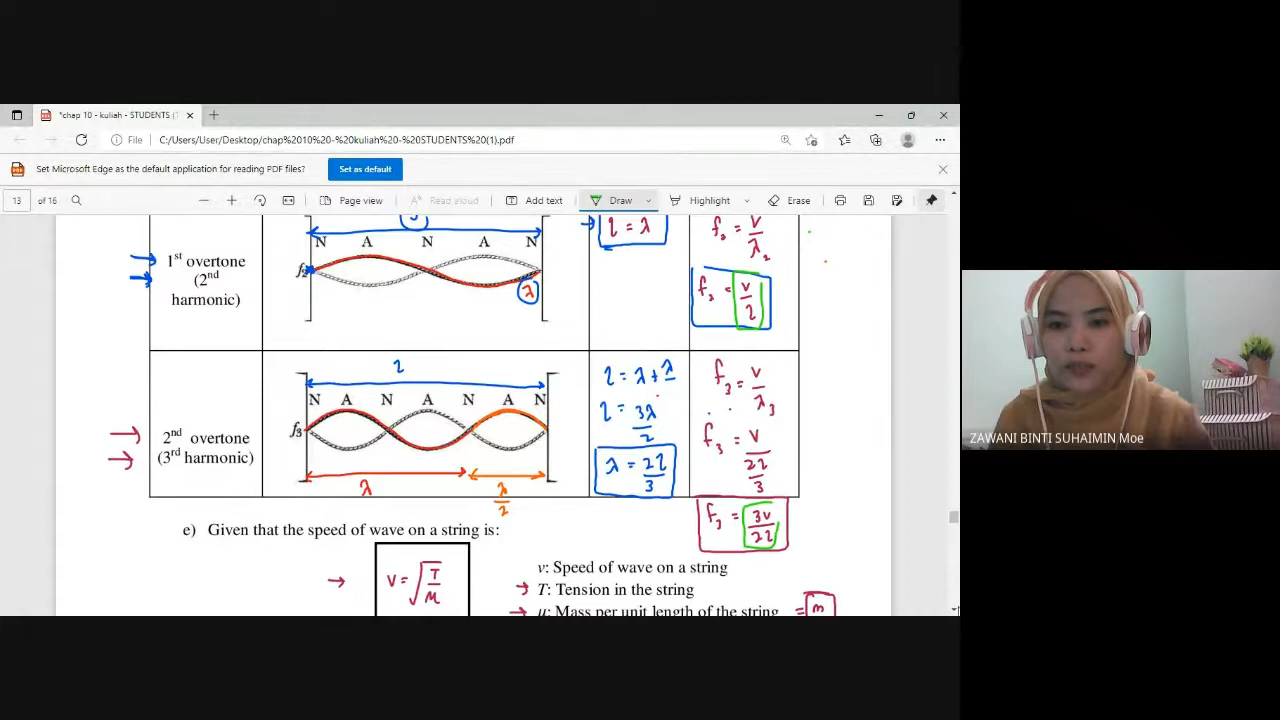 *chap 10 - kuliah - STUDENTS (
File C:/Users/User/Desktop/chap%2010%20-%20kuliah%20-%20STUDENTS%20(1).pdf
Set Microsoft Edge as the default application for reading PDF files? Set as default
13 of 16 Page view Read aloud Add text Draw Highlight Erase
l = λ
f₂ = v/λ₂
N A N A N
1st overtone
(2nd
harmonic)
f2
λ
f₂ = v/l
l
N A N A N A N
f3
2nd overtone
(3rd harmonic)
λ
λ/2
l = λ + λ/2
l = 3λ/2
λ = 2l/3
f₃ = v/λ₃
f₃ = v/(2l/3)
f₃ = 3v/2l
e) Given that the speed of wave on a string is:
v = √(T/μ)
v: Speed of wave on a string
T: Tension in the string
μ: Mass per unit length of the string = m
ZAWANI BINTI SUHAIMIN Moe